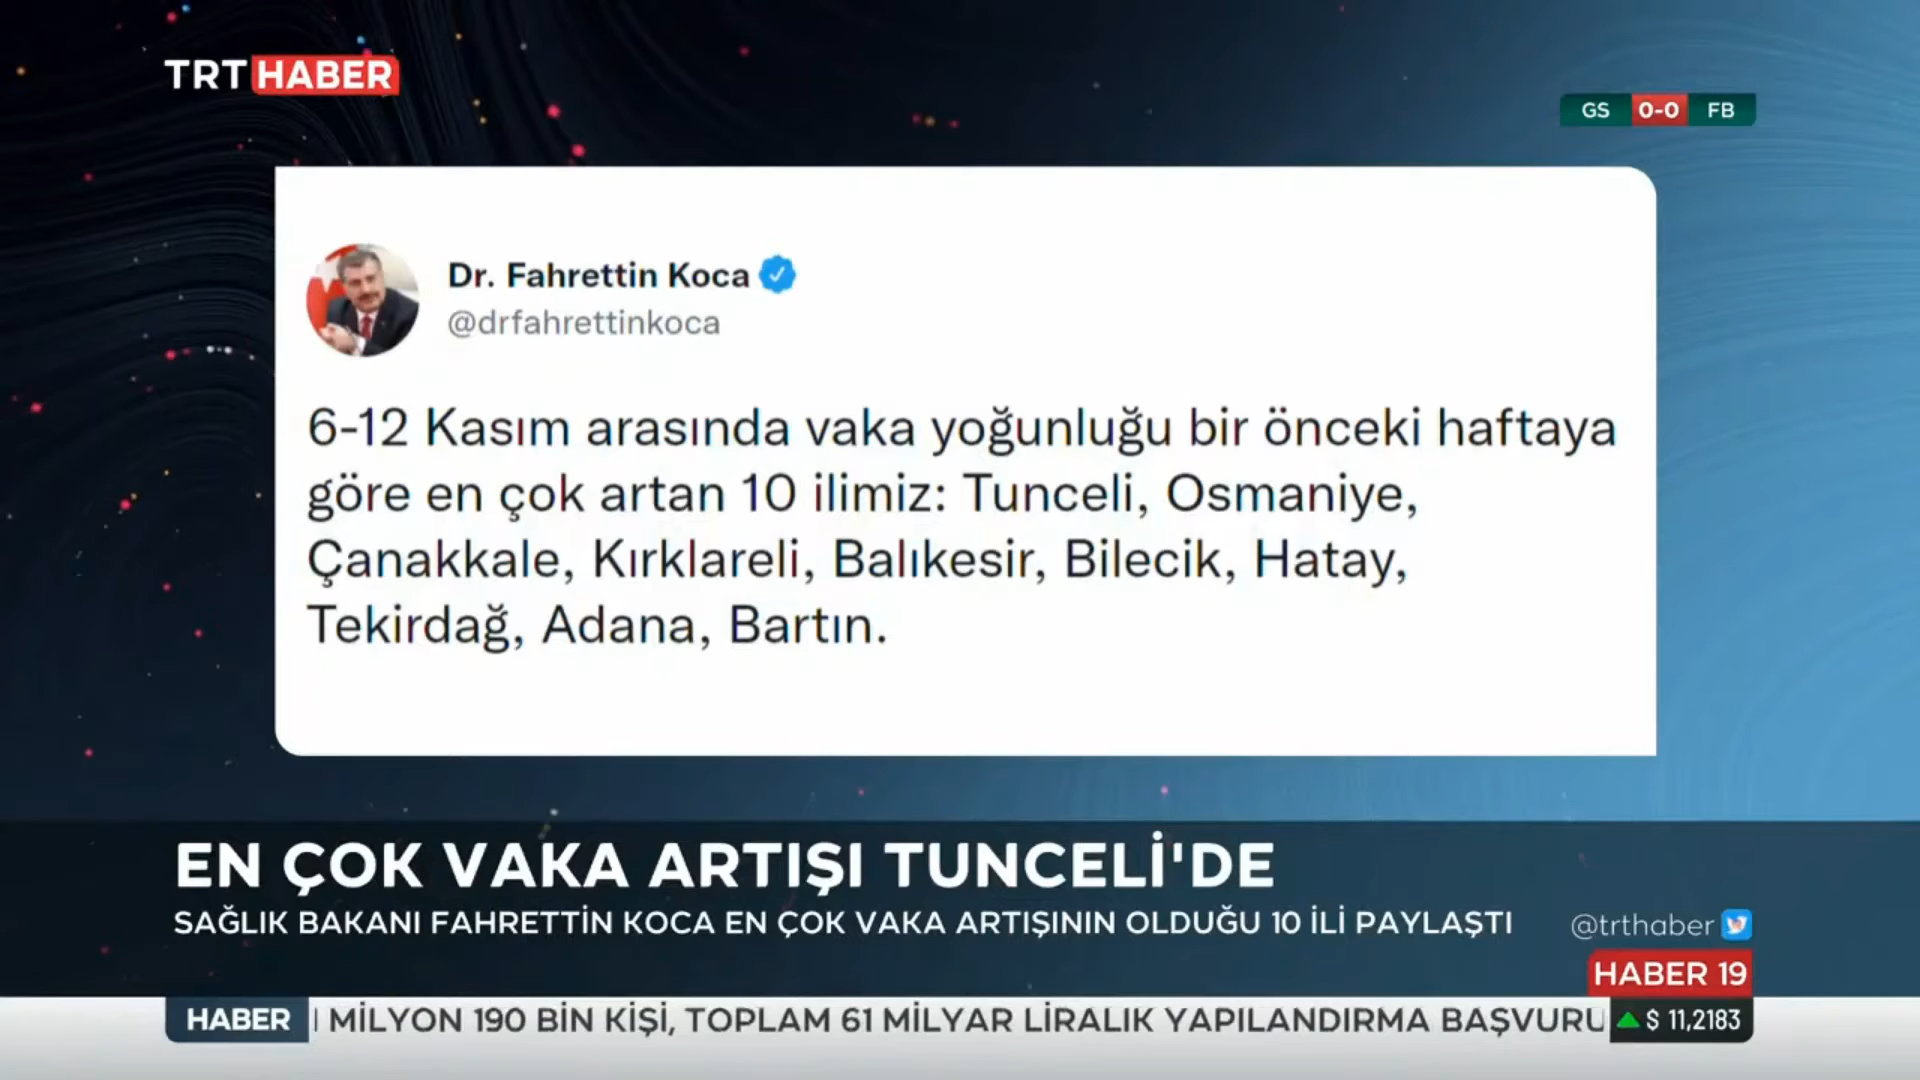 TRT HABER
GS 0-0 FB
Dr. Fahrettin Koca
@drfahrettinkoca
6-12 Kasım arasında vaka yoğunluğu bir önceki haftaya
göre en çok artan 10 ilimiz: Tunceli, Osmaniye,
Çanakkale, Kırklareli, Balıkesir, Bilecik, Hatay,
Tekirdağ, Adana, Bartın.
EN ÇOK VAKA ARTIŞI TUNCELİ'DE
SAĞLIK BAKANI FAHRETTİN KOCA EN ÇOK VAKA ARTIŞININ OLDUĞU 10 İLİ PAYLAŞTI
@trthaber
HABER 19
HABER MİLYON 190 BİN KİŞİ, TOPLAM 61 MİLYAR LİRALIK YAPILANDIRMA BAŞVURU
$ 11,2183